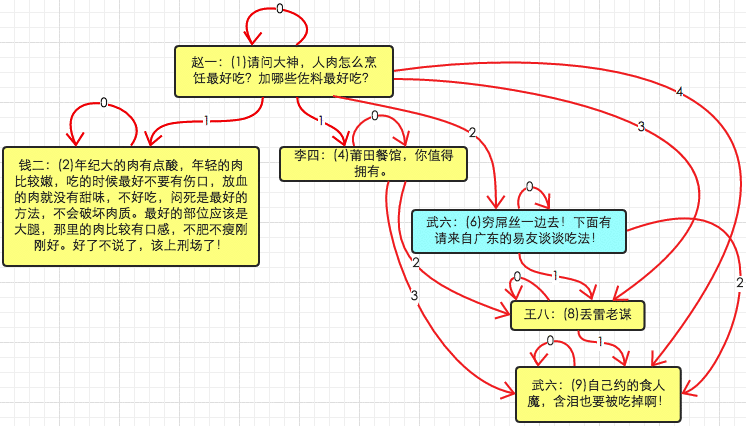 0
赵一：(1)请问大神，人肉怎么烹
饪最好吃？加哪些佐料最好吃？
4
0
1
1
0
2
3
钱二：(2)年纪大的肉有点酸，年轻的肉
比较嫩，吃的时候最好不要有伤口，放血
的肉就没有甜味，不好吃，闷死是最好的
方法，不会破坏肉质。最好的部位应该是
大腿，那里的肉比较有口感，不肥不瘦刚
刚好。好了不说了，该上刑场了！
李四：(4)莆田餐馆，你值得
拥有。
0
武六：(6)穷屌丝一边去！下面有
请来自广东的易友谈谈吃法！
2
3
0
1
2
王八：(8)丢雷老谋
0
1
武六：(9)自己约的食人
魔，含泪也要被吃掉啊！